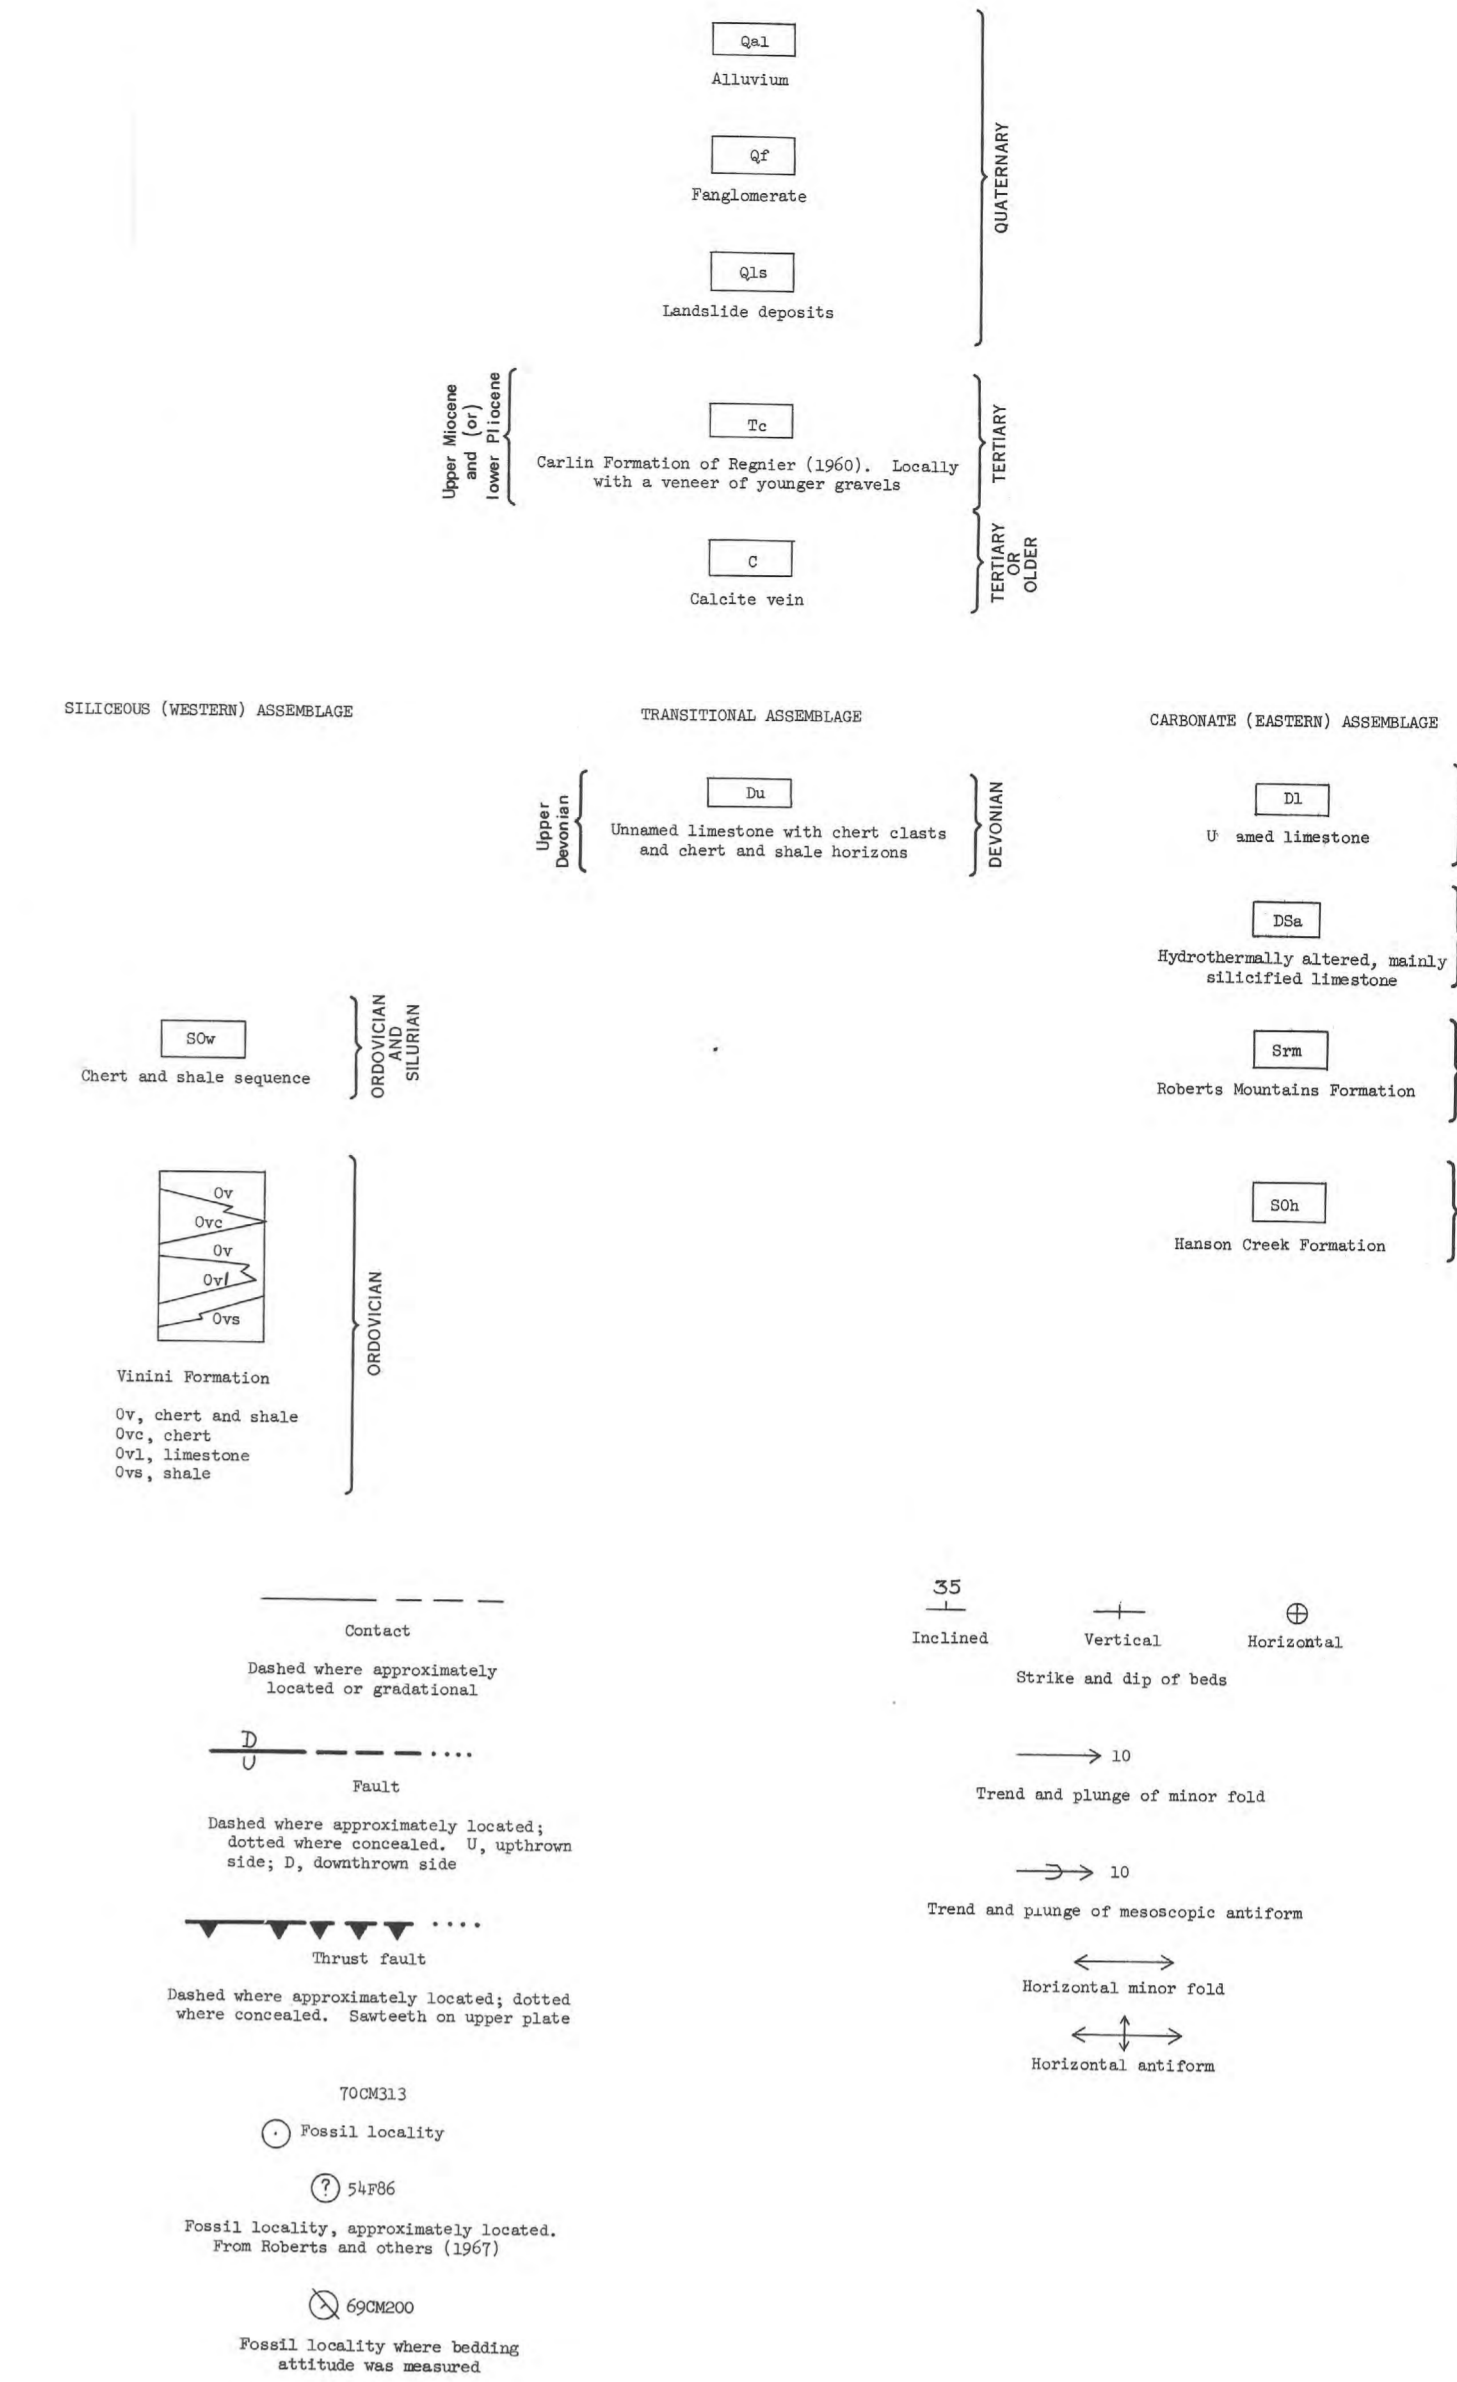 Qal
Alluvium
Qf
Fanglomerate
Qls
Landslide deposits
QUATERNARY
Upper Miocene
and (or)
lower Pliocene
Tc
Carlin Formation of Regnier (1960). Locally
with a veneer of younger gravels
TERTIARY
C
Calcite vein
TERTIARY
OR
OLDER
SILICEOUS (WESTERN) ASSEMBLAGE
TRANSITIONAL ASSEMBLAGE
CARBONATE (EASTERN) ASSEMBLAGE
Upper
Devonian
Du
Unnamed limestone with chert clasts
and chert and shale horizons
DEVONIAN
Dl
limestone
DSa
Hydrothermally altered, mainly
silicified limestone
SOw
Chert and shale sequence
ORDOVICIAN
AND
SILURIAN
Srm
Roberts Mountains Formation
Ov
Ovc
Ov
Ovl
Ovs
Vinini Formation
Ov, chert and shale
Ovc, chert
Ovl, limestone
Ovs, shale
ORDOVICIAN
SOh
Hanson Creek Formation
Contact
Dashed where approximately
located or gradational
D
U
Fault
Dashed where approximately located;
dotted where concealed. U, upthrown
side; D, downthrown side
Thrust fault
Dashed where approximately located; dotted
where concealed. Sawteeth on upper plate
70CM313
Fossil locality
? 54F86
Fossil locality, approximately located.
From Roberts and others (1967)
69CM200
Fossil locality where bedding
attitude was measured
35
Inclined
Vertical
Horizontal
Strike and dip of beds
10
Trend and plunge of minor fold
10
Trend and plunge of mesoscopic antiform
Horizontal minor fold
Horizontal antiform